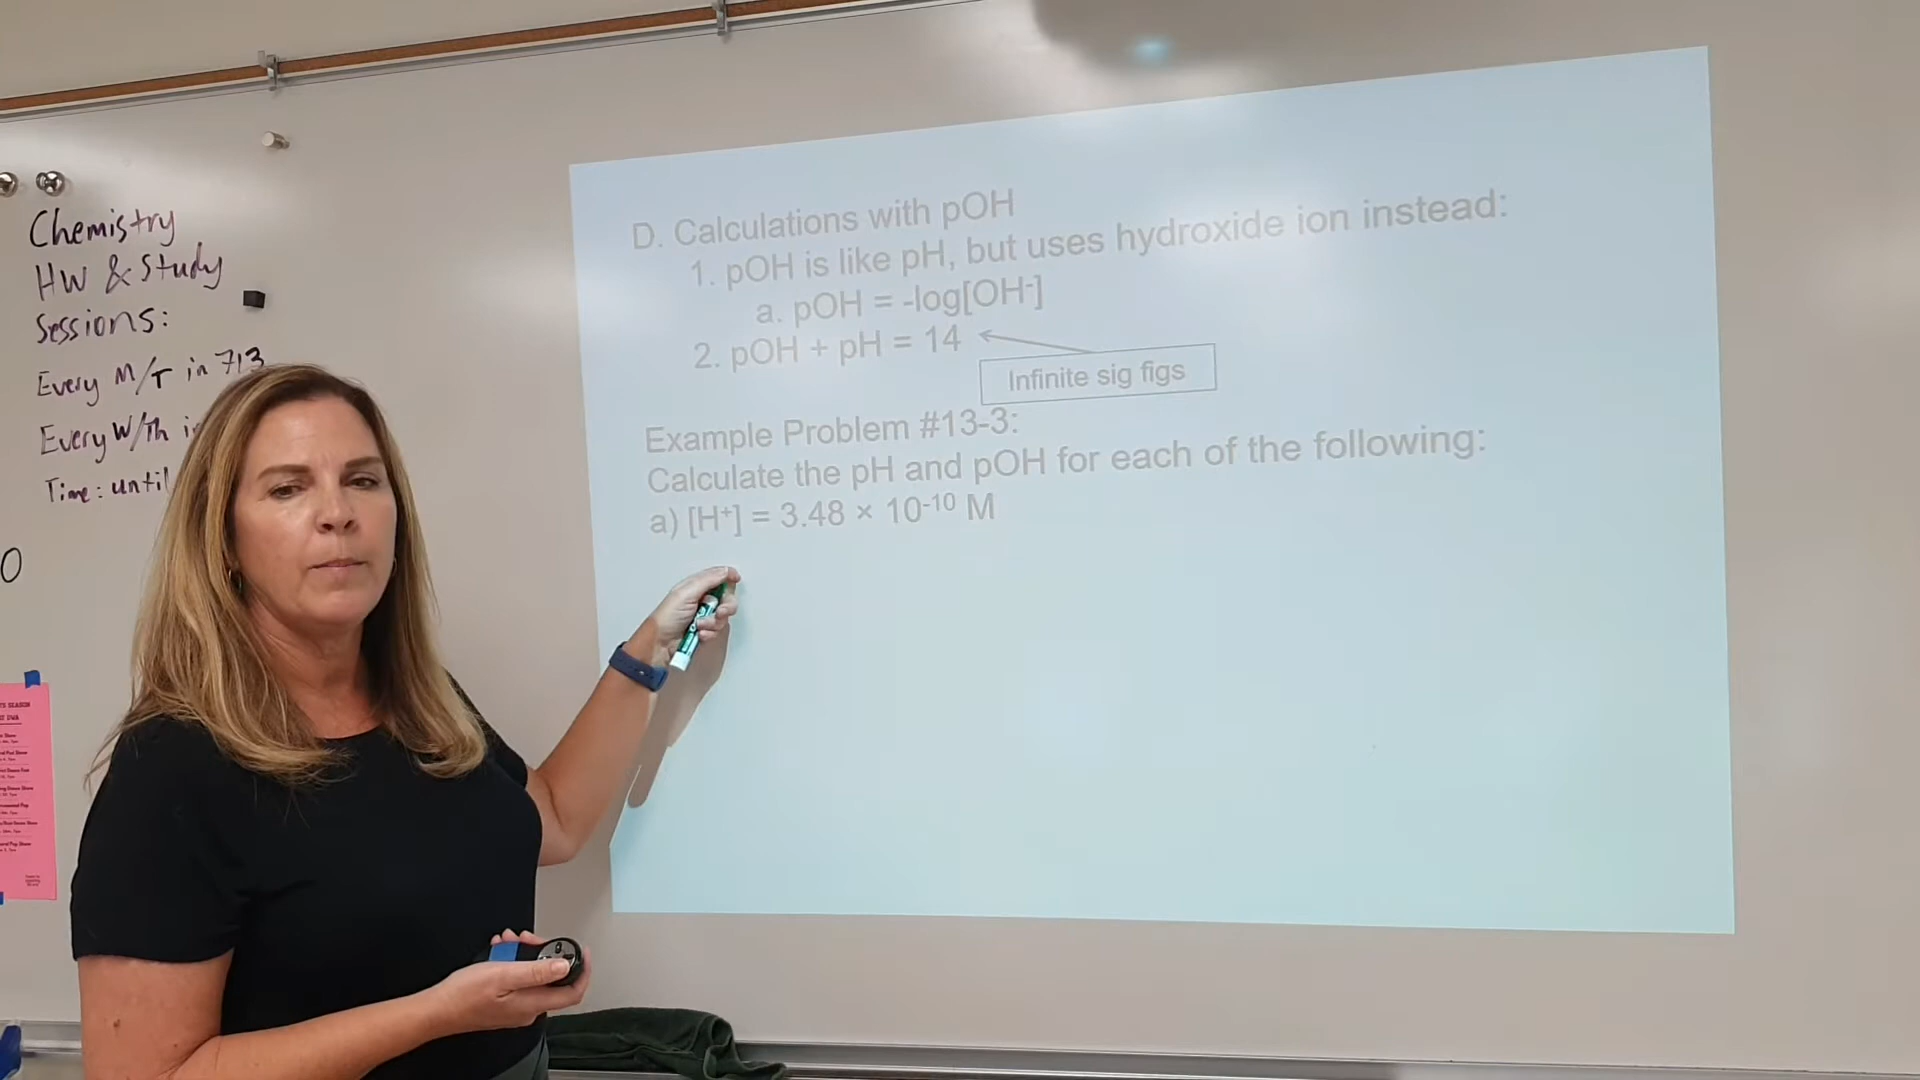 Chemistry
HW & Study
Sessions:
Every M/T in 713
Every W/Th
Time: until
D. Calculations with pOH
1. pOH is like pH, but uses hydroxide ion instead:
a. pOH = -log[OH-]
2. pOH + pH = 14
Infinite sig figs
Example Problem #13-3:
Calculate the pH and pOH for each of the following:
a) [H⁺] = 3.48 × 10⁻¹⁰ M